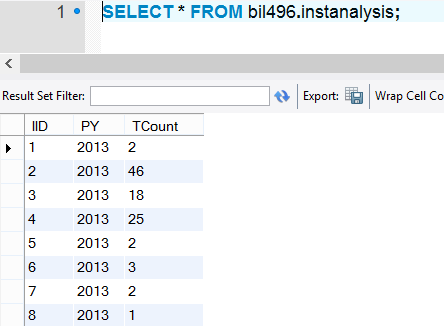 1 SELECT * FROM bil496.instanalysis;
Result Set Filter: Export: Wrap Cell Co
IID PY TCount
1 2013 2
2 2013 46
3 2013 18
4 2013 25
5 2013 2
6 2013 3
7 2013 2
8 2013 1